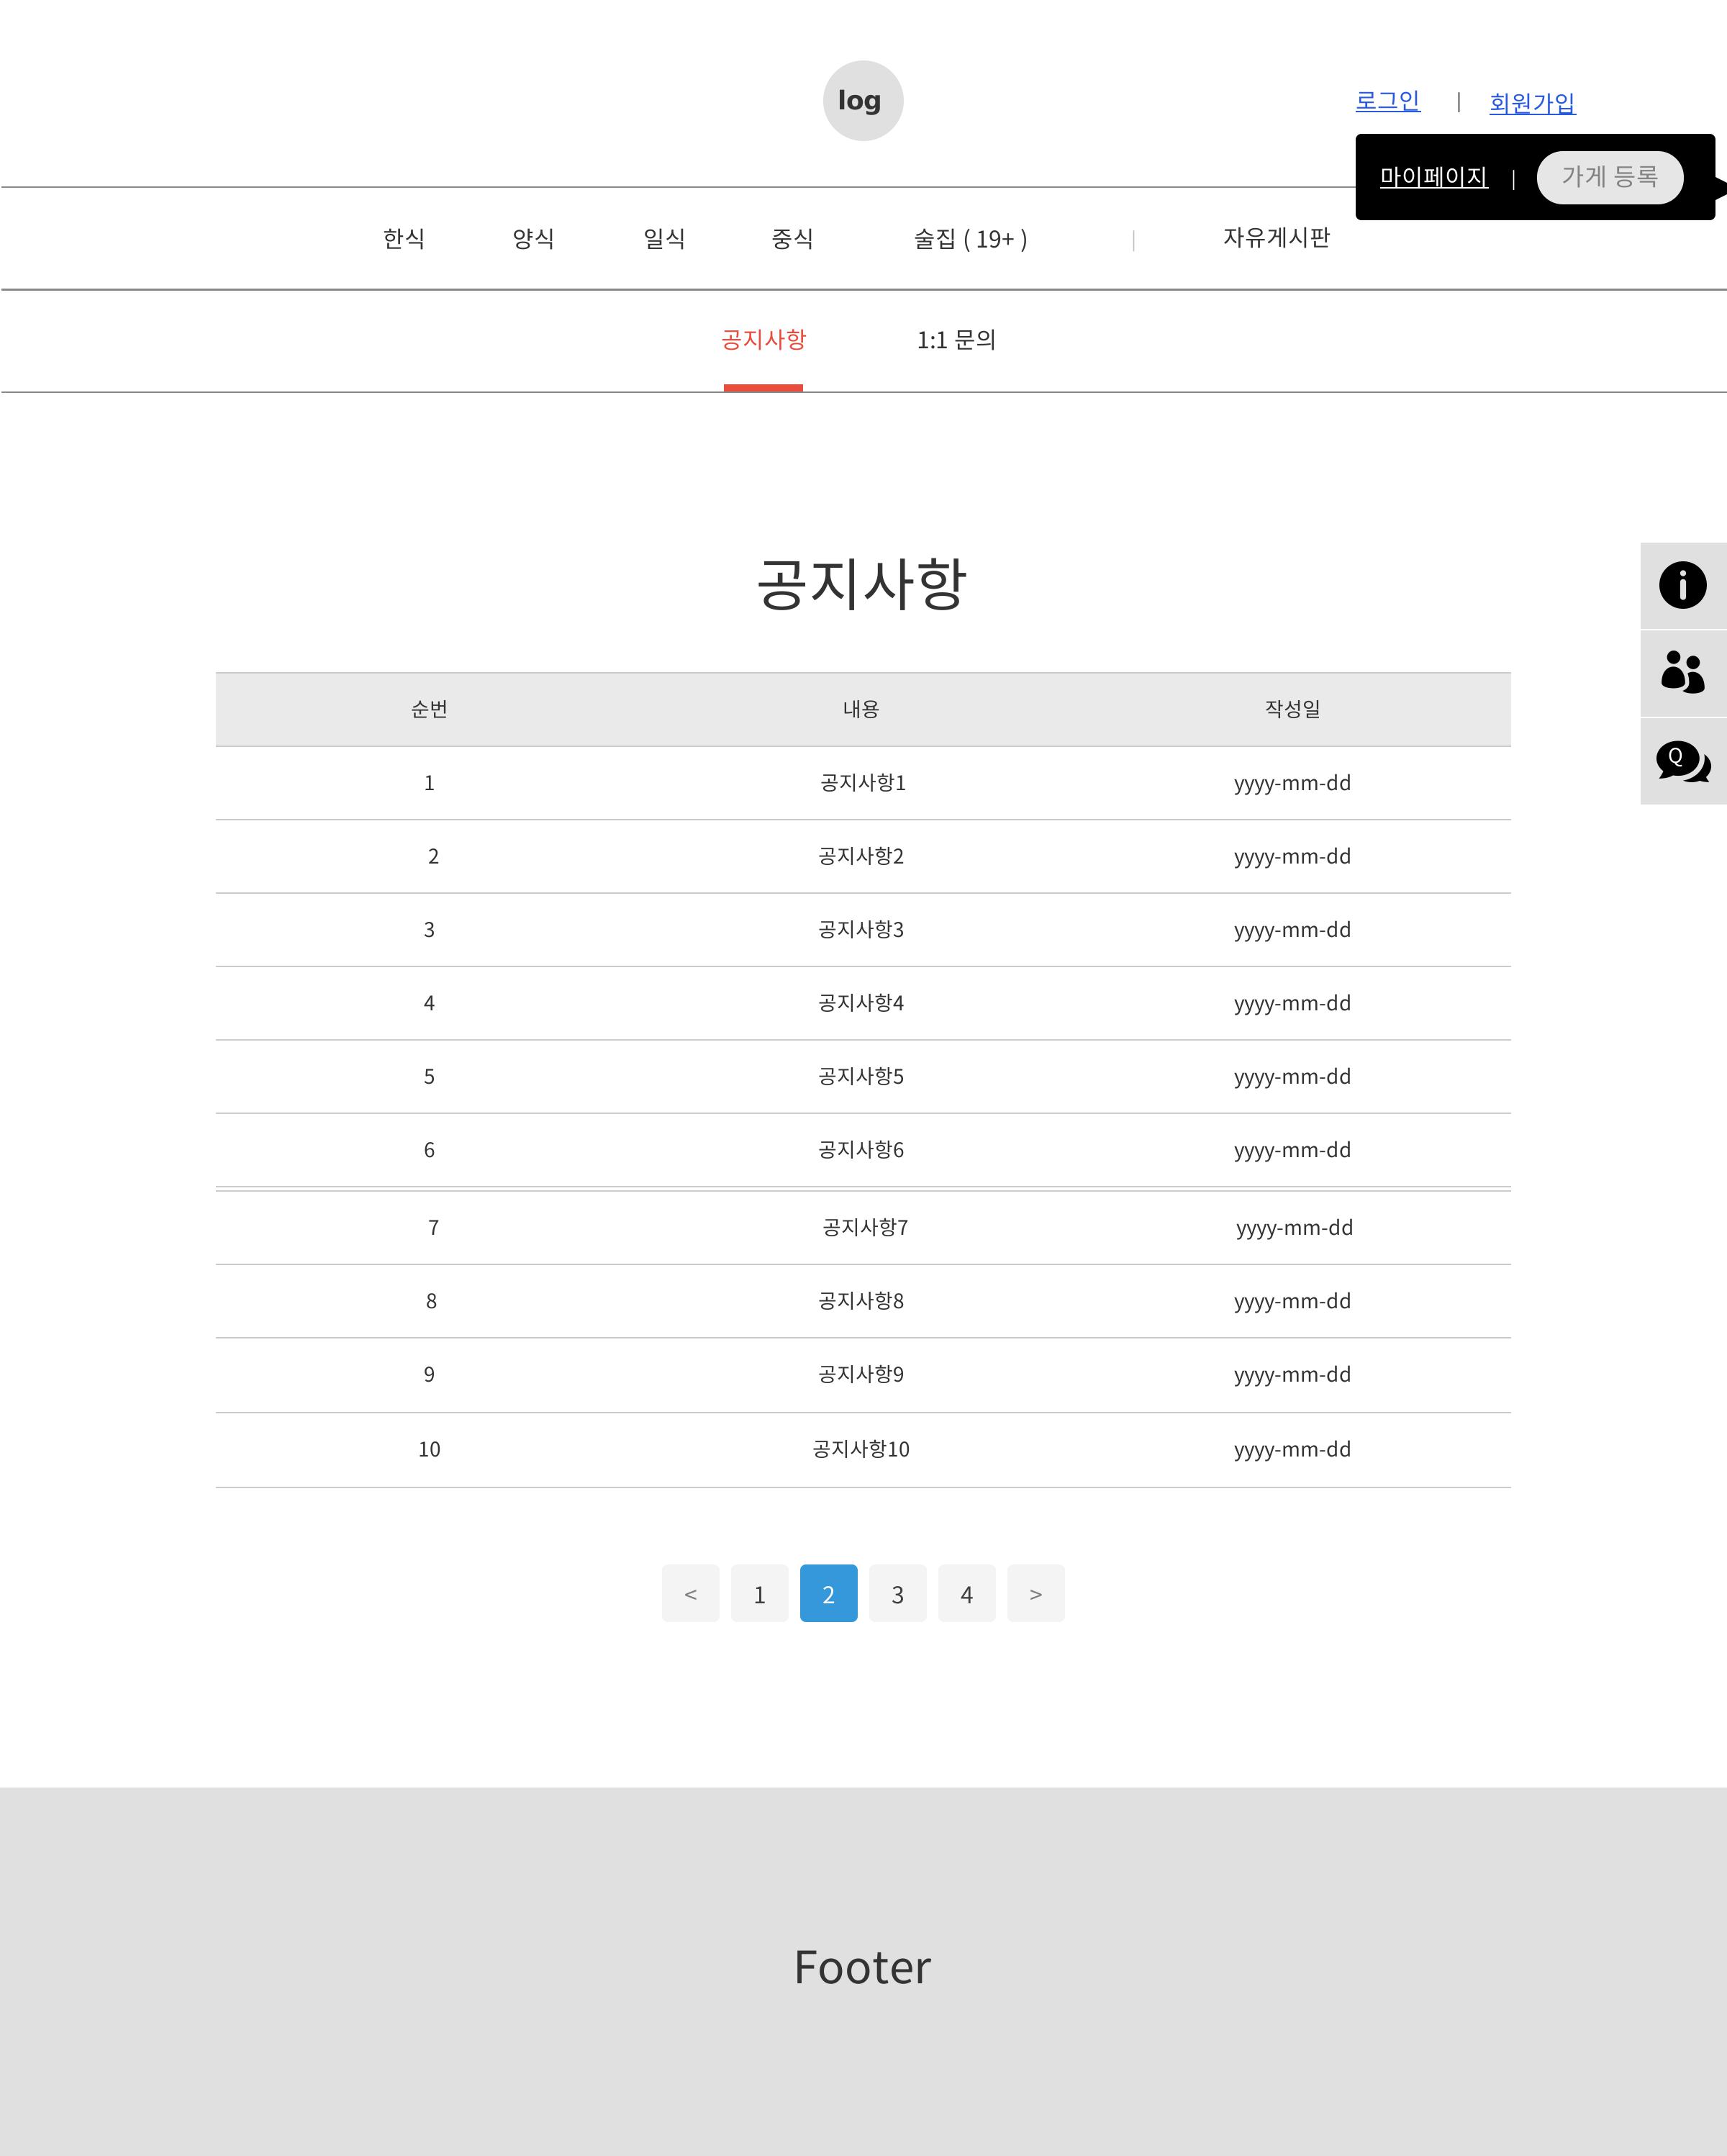 log
로그인 | 회원가입
마이페이지 | 가게 등록
한식 양식 일식 중식 술집 ( 19+ ) | 자유게시판
공지사항 1:1 문의
공지사항
순번 내용 작성일
1 공지사항1 yyyy-mm-dd
2 공지사항2 yyyy-mm-dd
3 공지사항3 yyyy-mm-dd
4 공지사항4 yyyy-mm-dd
5 공지사항5 yyyy-mm-dd
6 공지사항6 yyyy-mm-dd
7 공지사항7 yyyy-mm-dd
8 공지사항8 yyyy-mm-dd
9 공지사항9 yyyy-mm-dd
10 공지사항10 yyyy-mm-dd
Q
< 1 2 3 4 >
Footer